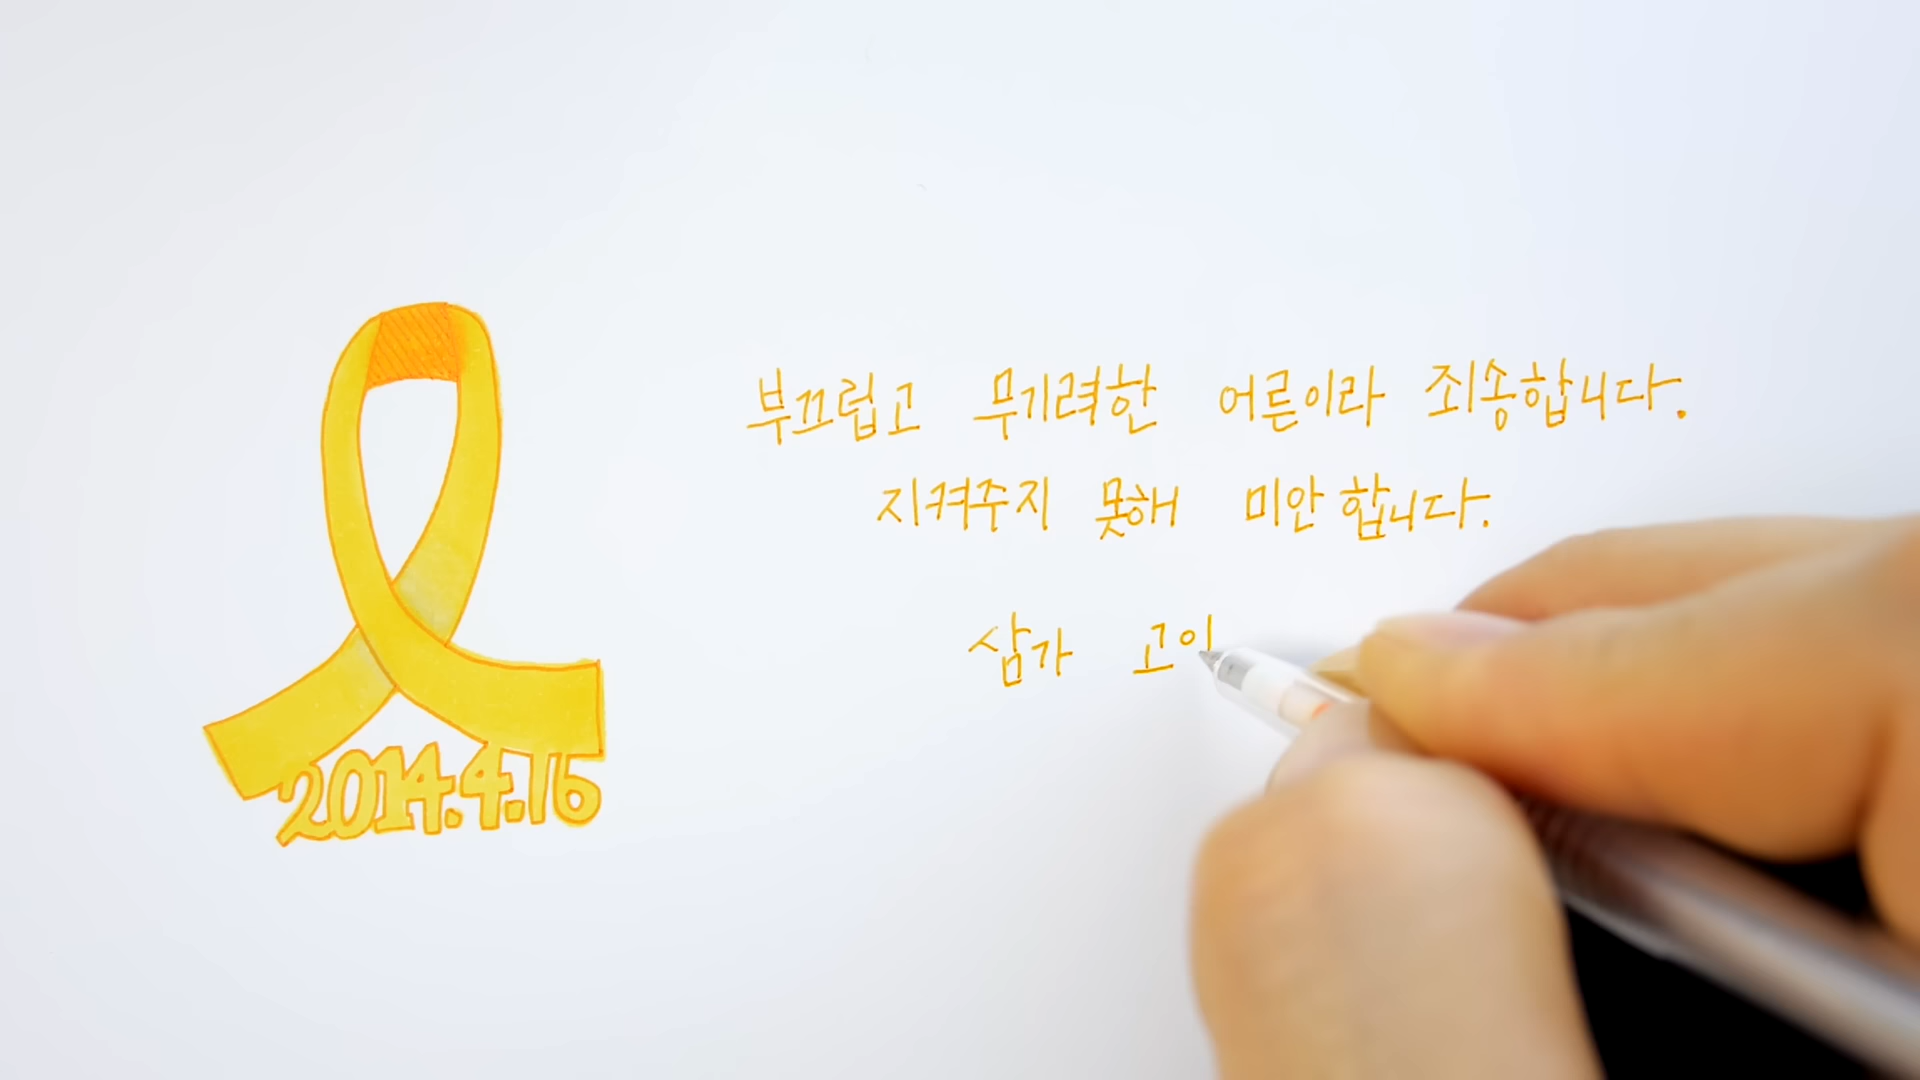 부끄럽고 무기력한 어른이라 죄송합니다.
지켜주지 못해 미안합니다.
삼가 고이
2014.4.16